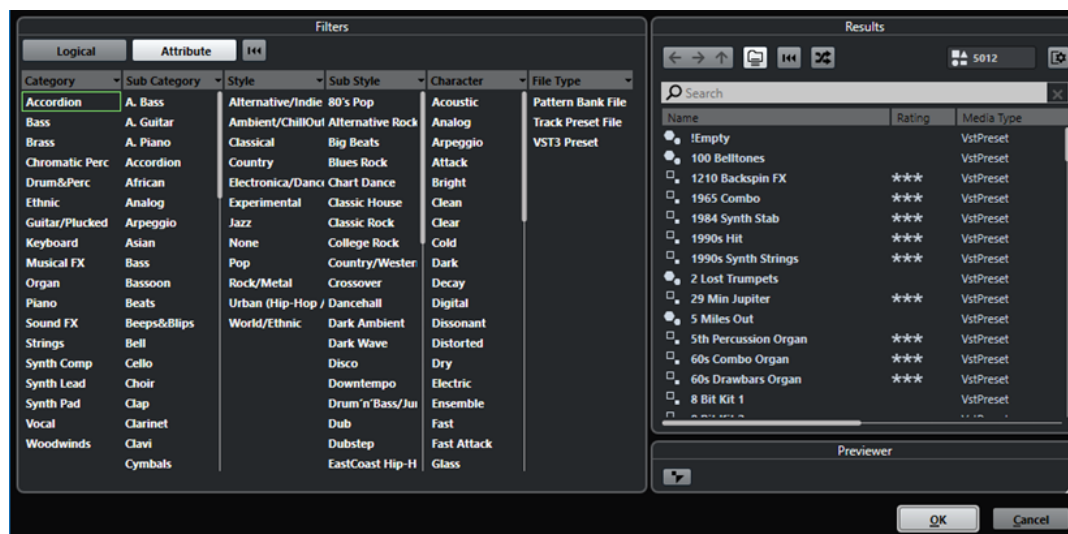 Filters
Logical Attribute
Category Sub Category Style Sub Style Character File Type
Accordion A. Bass Alternative/Indie 80's Pop Acoustic Pattern Bank File
Bass A. Guitar Ambient/ChillOut Alternative Rock Analog Track Preset File
Brass A. Piano Classical Big Beats Arpeggio VST3 Preset
Chromatic Perc Accordion Country Blues Rock Attack
Drum&Perc African Electronica/Danc Chart Dance Bright
Ethnic Analog Experimental Classic House Clean
Guitar/Plucked Arpeggio Jazz Classic Rock Clear
Keyboard Asian None College Rock Cold
Musical FX Bass Pop Country/Wester Dark
Organ Bassoon Rock/Metal Crossover Decay
Piano Beats Urban (Hip-Hop / Dancehall Digital
Sound FX Beeps&Blips World/Ethnic Dark Ambient Dissonant
Strings Bell Dark Wave Distorted
Synth Comp Cello Disco Dry
Synth Lead Choir Downtempo Electric
Synth Pad Clap Drum´n´Bass/Ju Ensemble
Vocal Clarinet Dub Fast
Woodwinds Clavi Dubstep Fast Attack
Cymbals EastCoast Hip-H Glass
Results
5012
Search
Name Rating Media Type
!Empty VstPreset
100 Belltones VstPreset
1210 Backspin FX *** VstPreset
1965 Combo *** VstPreset
1984 Synth Stab *** VstPreset
1990s Hit *** VstPreset
1990s Synth Strings *** VstPreset
2 Lost Trumpets VstPreset
29 Min Jupiter *** VstPreset
5 Miles Out VstPreset
5th Percussion Organ *** VstPreset
60s Combo Organ *** VstPreset
60s Drawbars Organ *** VstPreset
8 Bit Kit 1 VstPreset
Previewer
OK Cancel